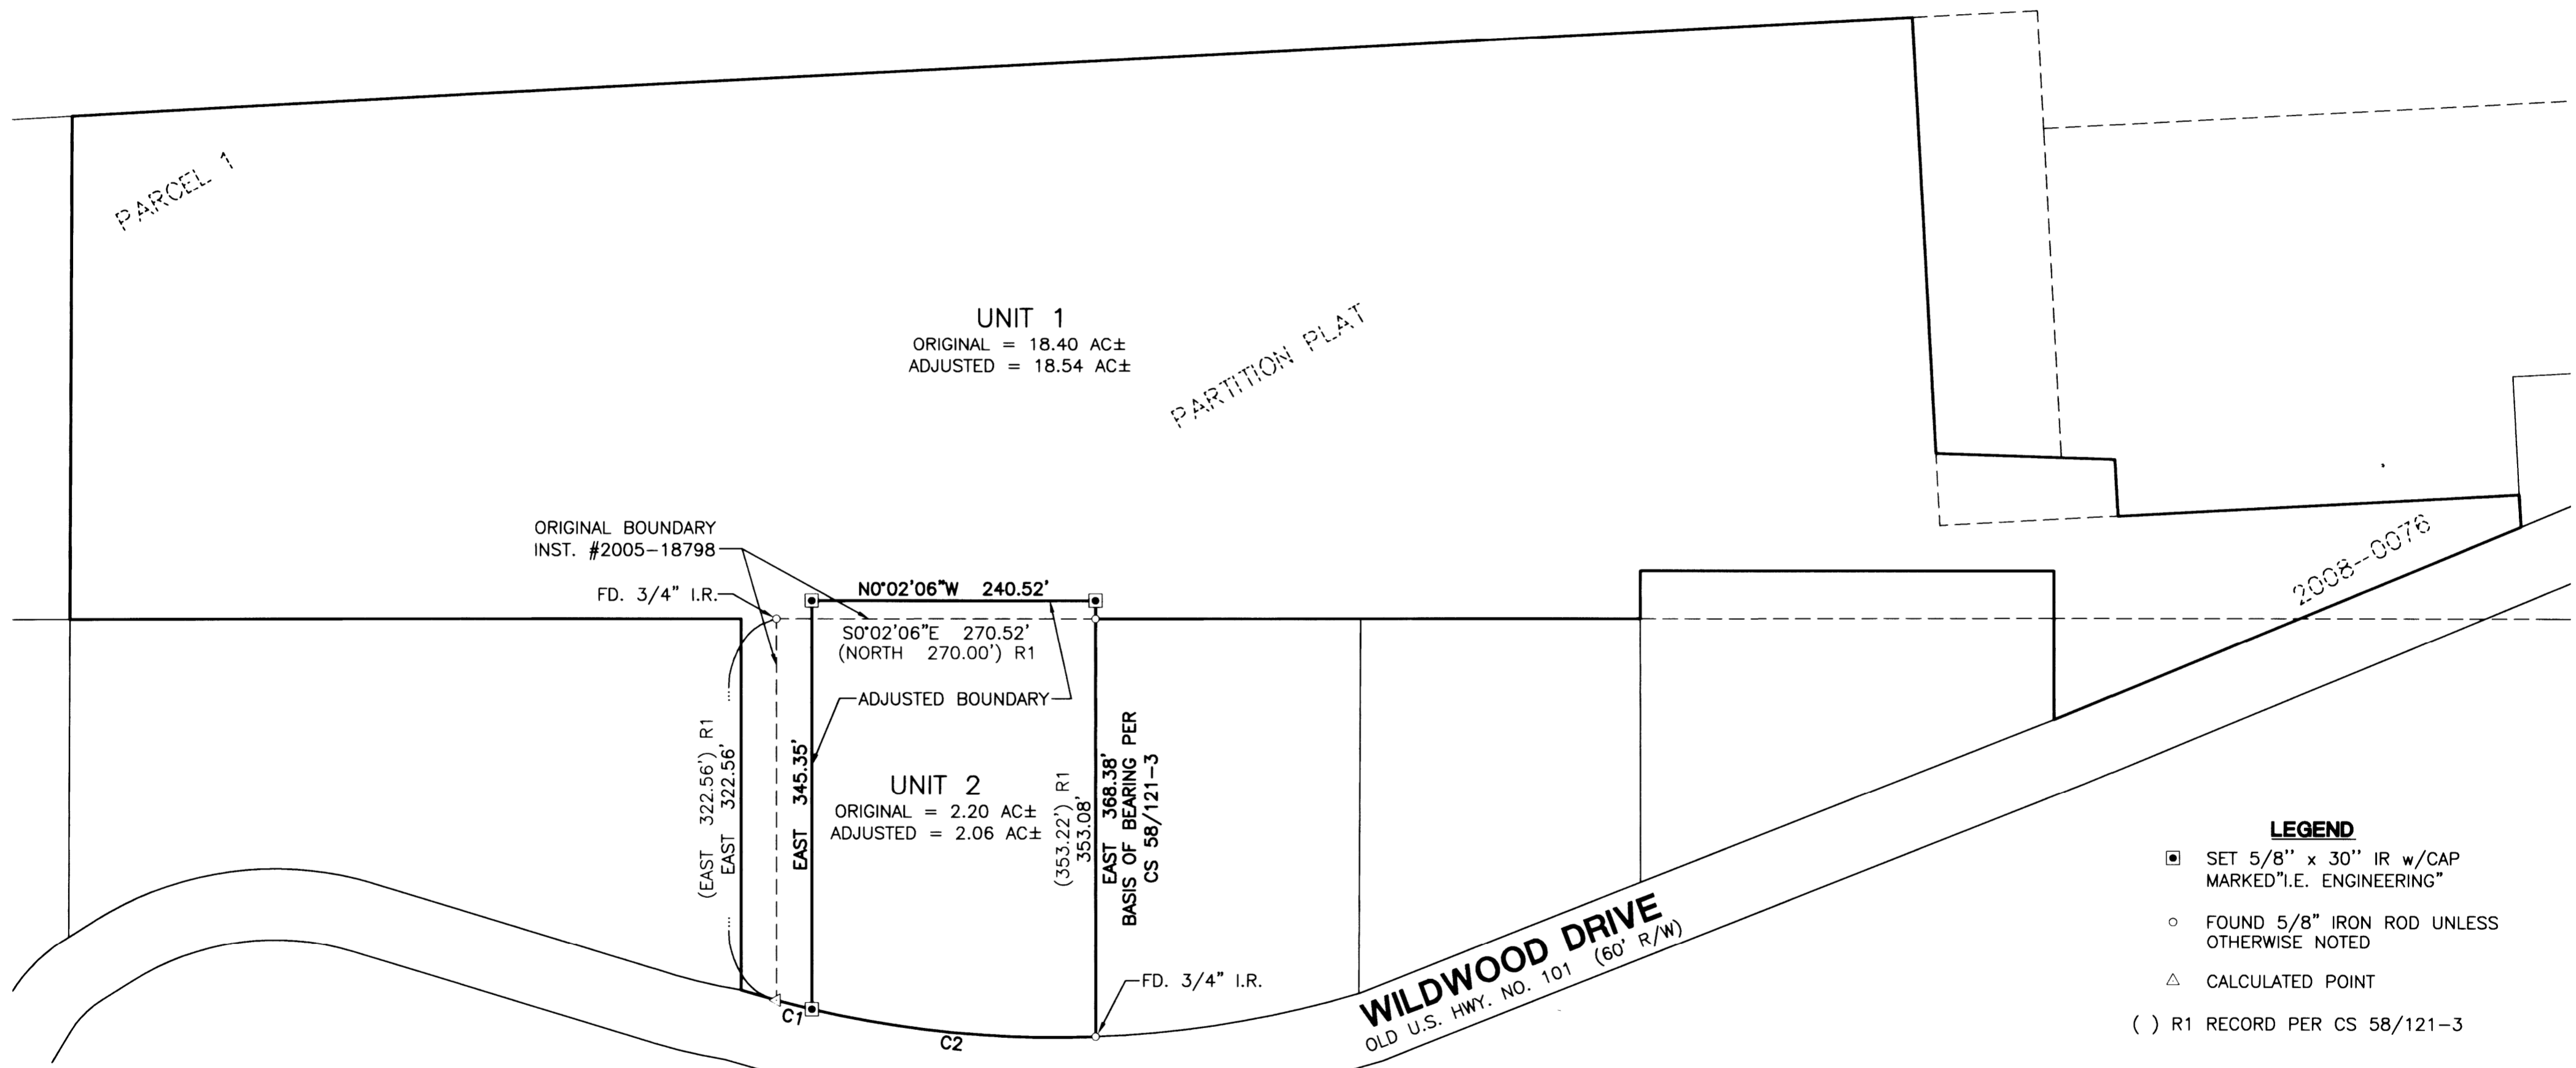 PARCEL 1
UNIT 1
ORIGINAL = 18.40 AC±
ADJUSTED = 18.54 AC±
PARTITION PLAT
2008-0076
ORIGINAL BOUNDARY
INST. #2005-18798
FD. 3/4" I.R.
N0°02'06"W 240.52'
S0°02'06"E 270.52'
(NORTH 270.00') R1
ADJUSTED BOUNDARY
(EAST 322.56') R1
EAST 322.56'
EAST 345.35'
UNIT 2
ORIGINAL = 2.20 AC±
ADJUSTED = 2.06 AC±
(353.22') R1
353.08'
EAST 368.38'
BASIS OF BEARING PER
CS 58/121-3
FD. 3/4" I.R.
C1
C2
WILDWOOD DRIVE
OLD U.S. HWY. NO. 101 (60' R/W)
LEGEND
SET 5/8'' x 30'' IR w/CAP
MARKED"I.E. ENGINEERING"
FOUND 5/8" IRON ROD UNLESS
OTHERWISE NOTED
CALCULATED POINT
( ) R1 RECORD PER CS 58/121-3